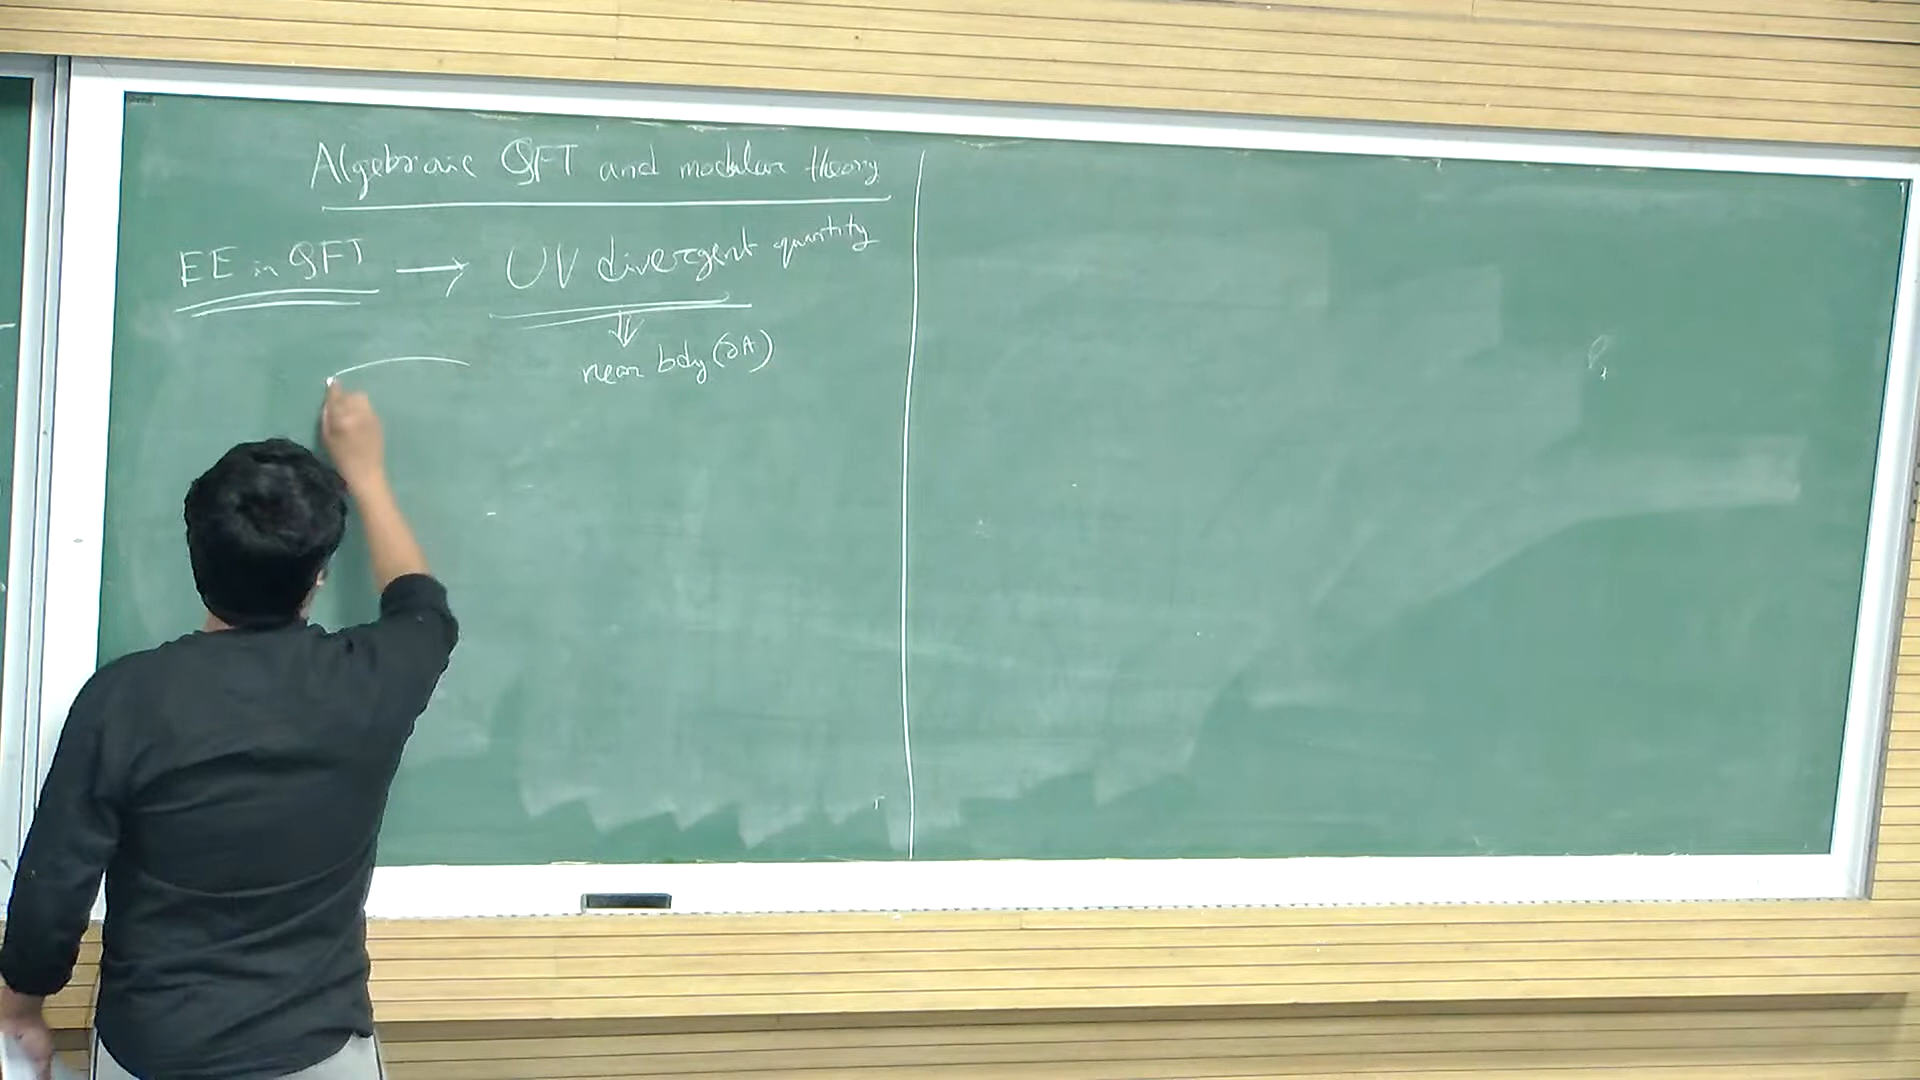 Algebraic QFT and modular theory
EE in QFT → UV divergent quantity
⇓
near bdy (∂A)